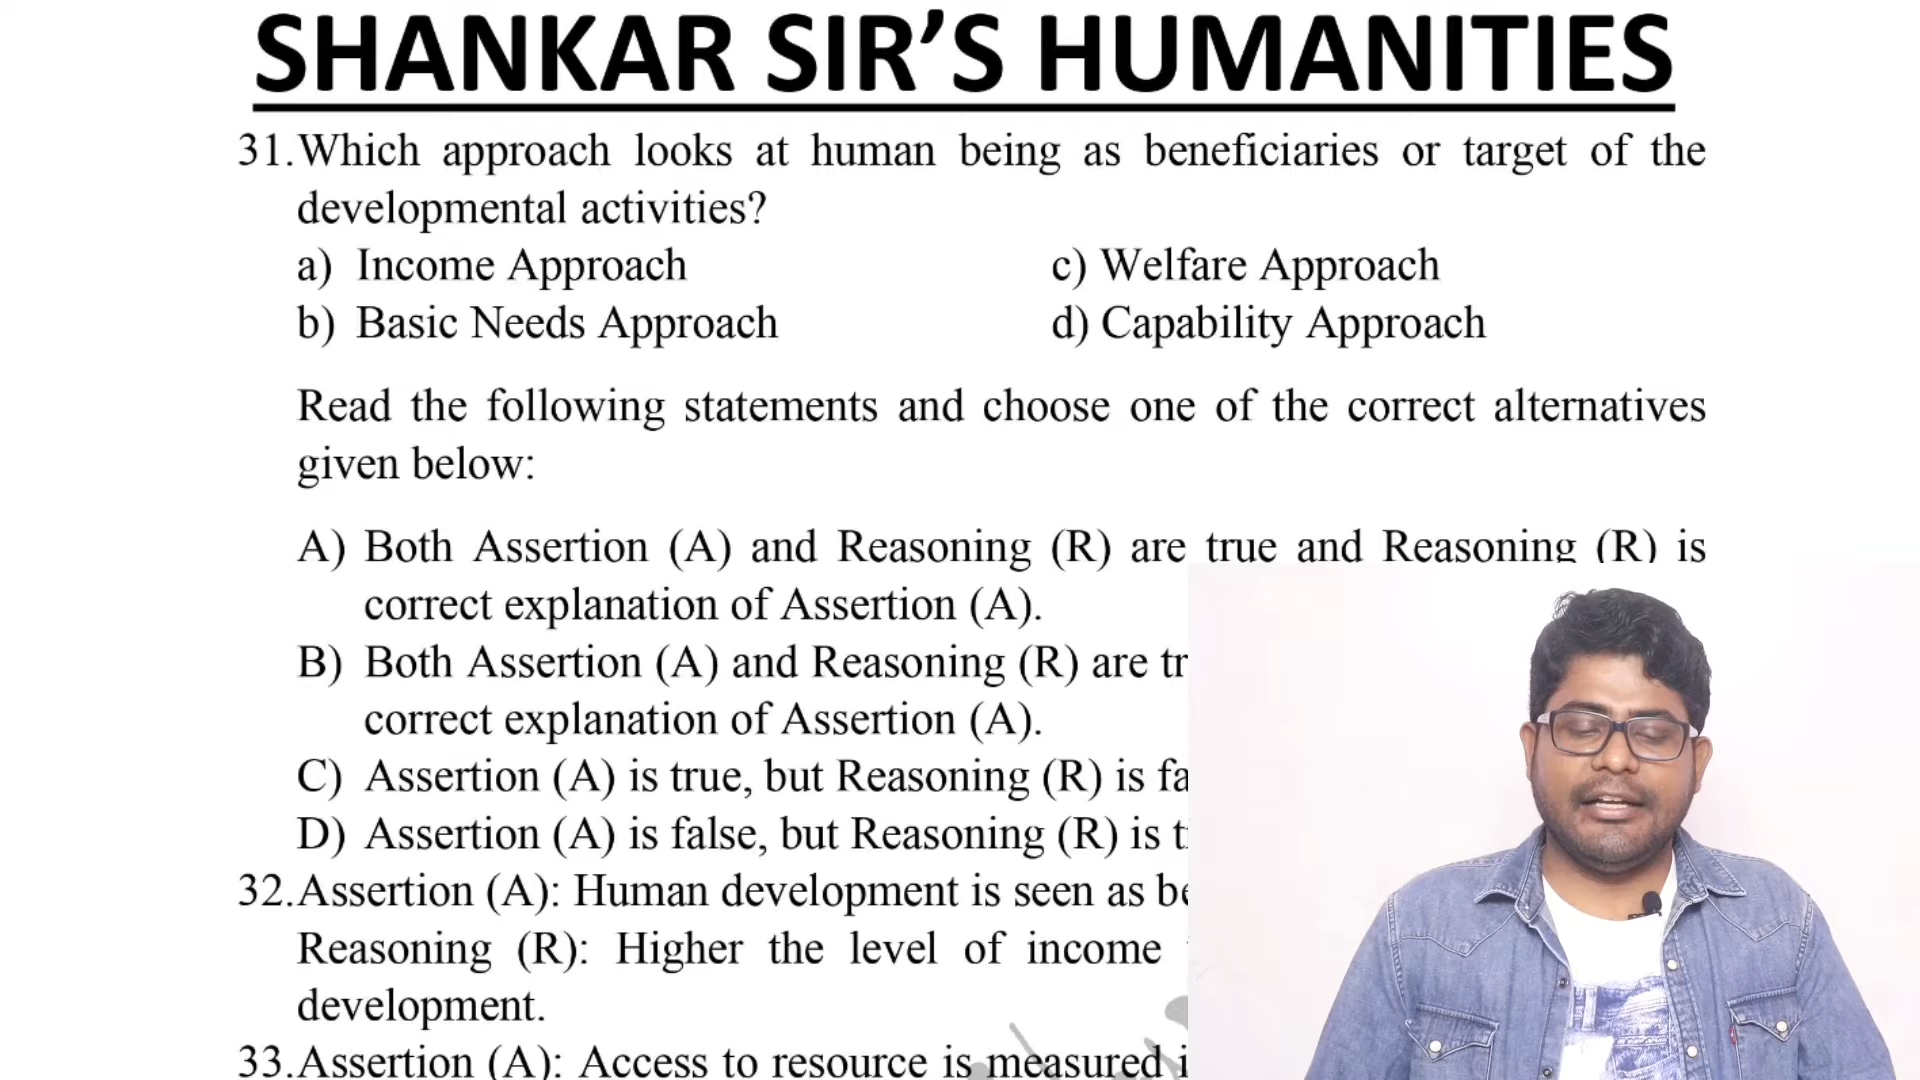 SHANKAR SIR’S HUMANITIES
31. Which approach looks at human being as beneficiaries or target of the
developmental activities?
a) Income Approach c) Welfare Approach
b) Basic Needs Approach d) Capability Approach
Read the following statements and choose one of the correct alternatives
given below:
A) Both Assertion (A) and Reasoning (R) are true and Reasoning (R) is
correct explanation of Assertion (A).
B) Both Assertion (A) and Reasoning (R) are
correct explanation of Assertion (A).
C) Assertion (A) is true, but Reasoning (R) is
D) Assertion (A) is false, but Reasoning (R) is
32. Assertion (A): Human development is seen as
Reasoning (R): Higher the level of income
development.
33. Assertion (A): Access to resource is measured